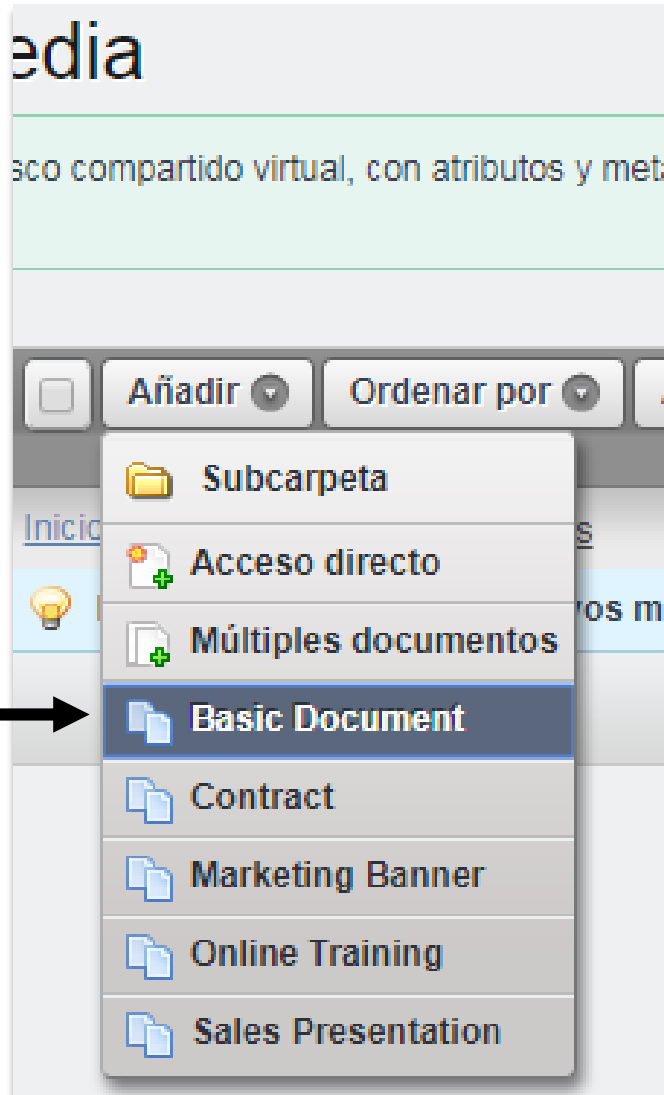 edia
sco compartido virtual, con atributos y meta
Añadir Ordenar por
Subcarpeta
Inicio s
Acceso directo
vos m
Múltiples documentos
Basic Document
Contract
Marketing Banner
Online Training
Sales Presentation